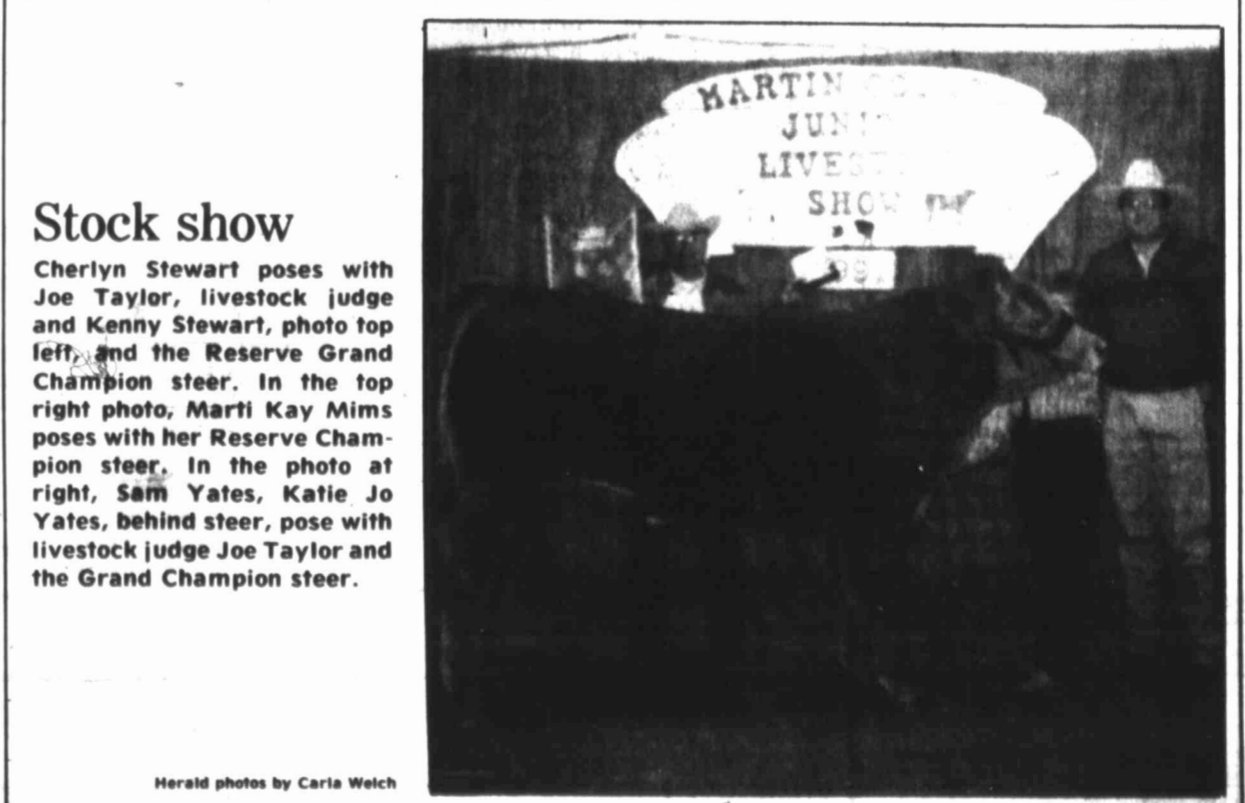 Stock show
Cherlyn Stewart poses with
Joe Taylor, livestock judge
and Kenny Stewart, photo top
left, and the Reserve Grand
Champion steer. In the top
right photo, Marti Kay Mims
poses with her Reserve Cham-
pion steer. In the photo at
right, Sam Yates, Katie Jo
Yates, behind steer, pose with
livestock judge Joe Taylor and
the Grand Champion steer.
Herald photos by Carla Welch
MARTIN
SHOW